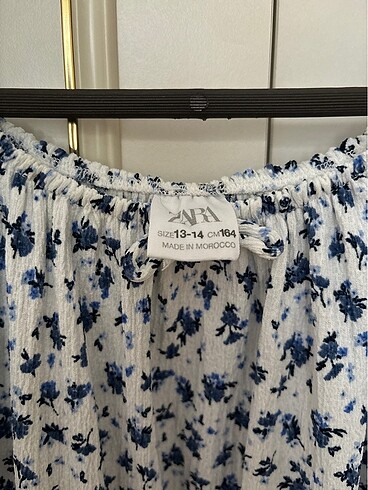 ZARA
SIZE 13-14 CM 164
MADE IN MOROCCO